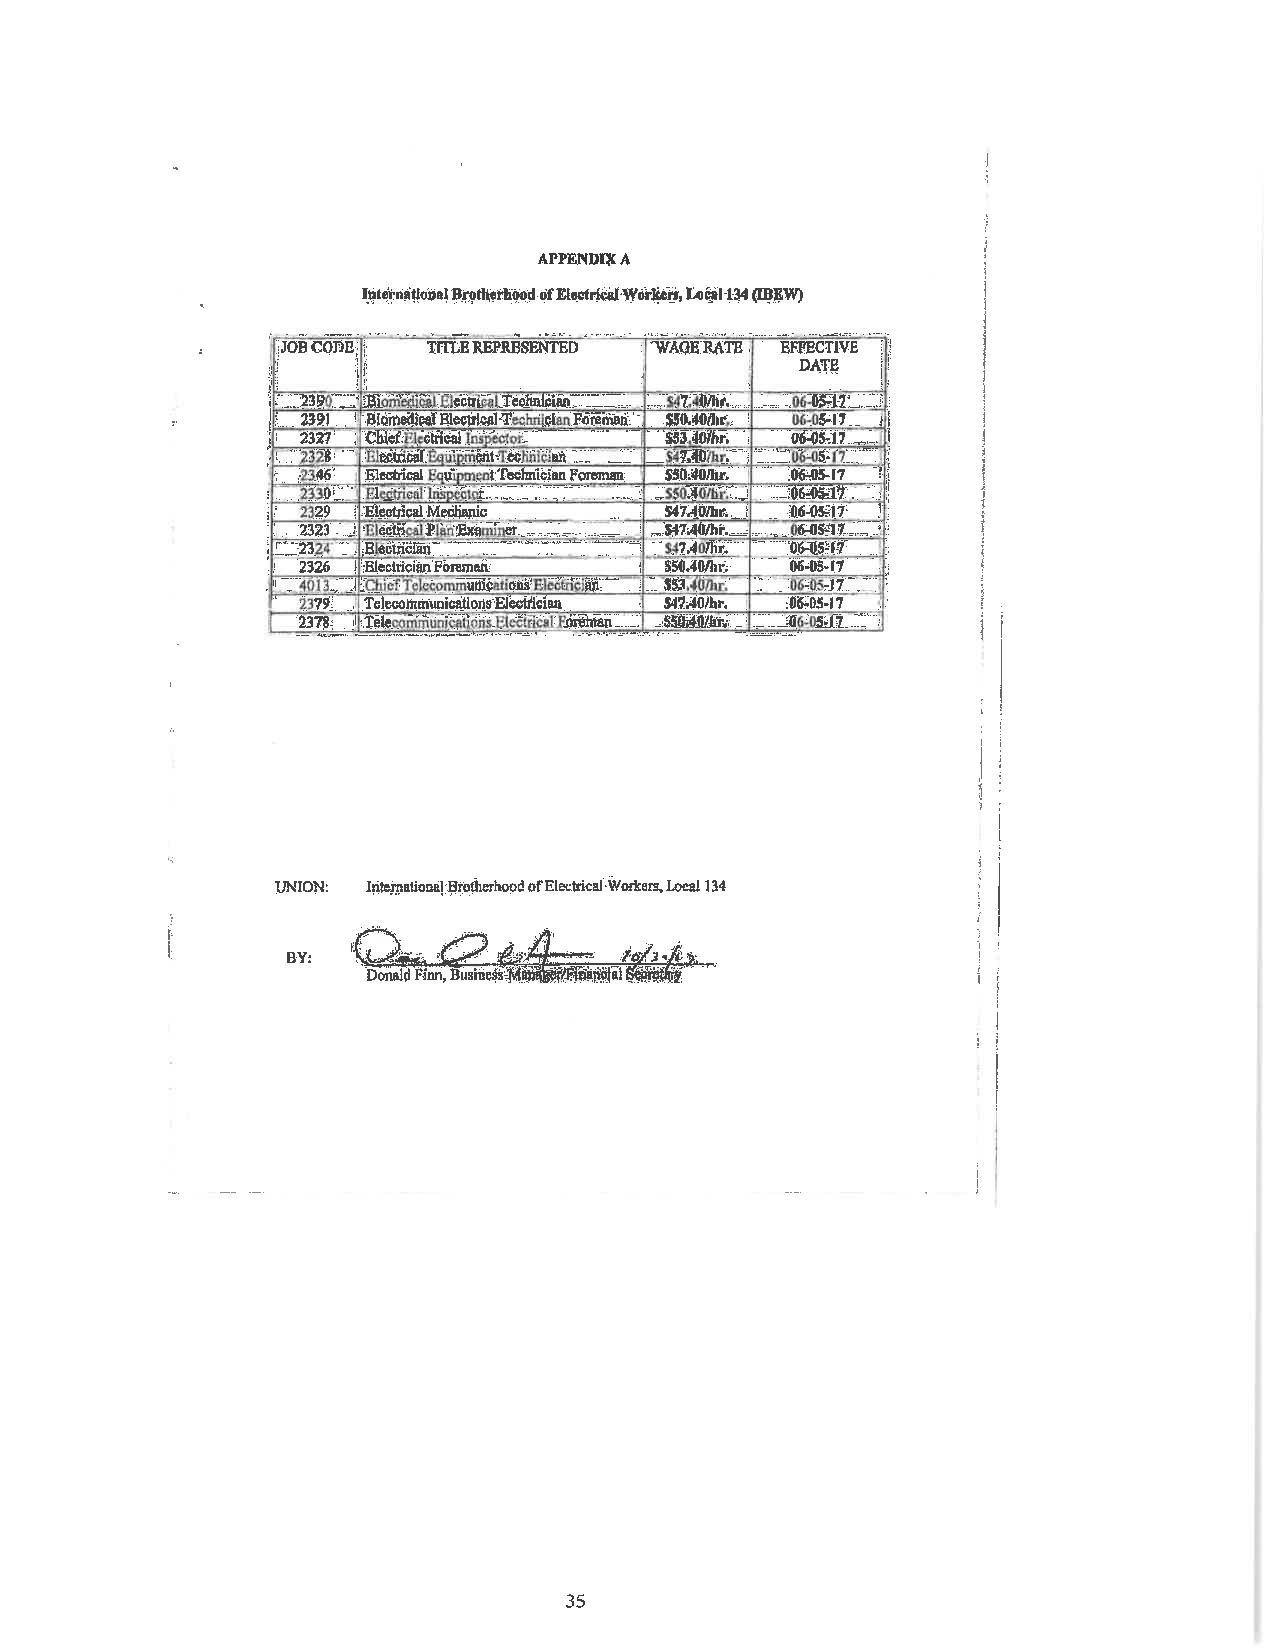 APPENDIX A
International Brotherhood of Electrical Workers, Local 134 (IBEW)
JOB CODE TITLE REPRESENTED WAGE RATE EFFECTIVE
DATE
2390 Biomedical Electrical Technician $47.40/hr. 06-05-17
2391 Biomedical Electrical Technician Foreman $50.40/hr. 06-05-17
2327 Chief Electrical Inspector $53.40/hr. 06-05-17
2328 Electrical Equipment Technician $47.40/hr. 06-05-17
2346 Electrical Equipment Technician Foreman $50.40/hr. 06-05-17
2330 Electrical Inspector $50.40/hr. 06-05-17
2329 Electrical Mechanic $47.40/hr. 06-05-17
2323 Electrical Plan Examiner $47.40/hr. 06-05-17
2324 Electrician $47.40/hr. 06-05-17
2326 Electrician Foreman $50.40/hr. 06-05-17
4013 Chief Telecommunications Electrician $53.40/hr. 06-05-17
2379 Telecommunications Electrician $47.40/hr. 06-05-17
2378 Telecommunications Electrical Foreman $50.40/hr. 06-05-17
UNION: International Brotherhood of Electrical Workers, Local 134
BY:
Donald Finn, Business Manager/Financial Secretary
35